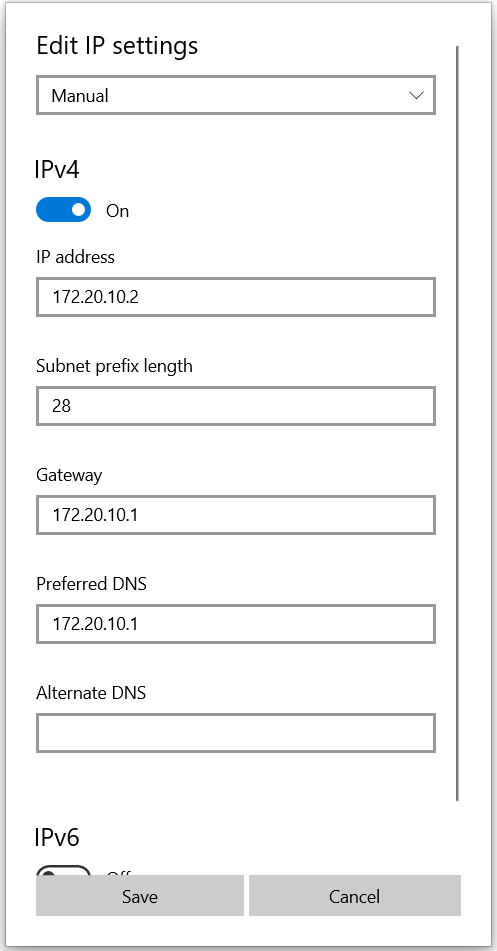 Edit IP settings
Manual
IPv4
On
IP address
172.20.10.2
Subnet prefix length
28
Gateway
172.20.10.1
Preferred DNS
172.20.10.1
Alternate DNS
IPv6
Off
Save
Cancel